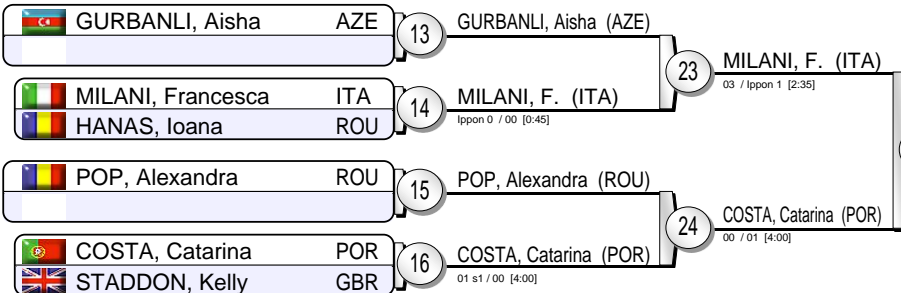 GURBANLI, Aisha AZE
13
GURBANLI, Aisha (AZE)
MILANI, Francesca ITA
HANAS, Ioana ROU
14
MILANI, F. (ITA)
Ippon 0 / 00 [0:45]
23
MILANI, F. (ITA)
03 / Ippon 1 [2:35]
POP, Alexandra ROU
15
POP, Alexandra (ROU)
COSTA, Catarina POR
STADDON, Kelly GBR
16
COSTA, Catarina (POR)
01 s1 / 00 [4:00]
24
COSTA, Catarina (POR)
00 / 01 [4:00]